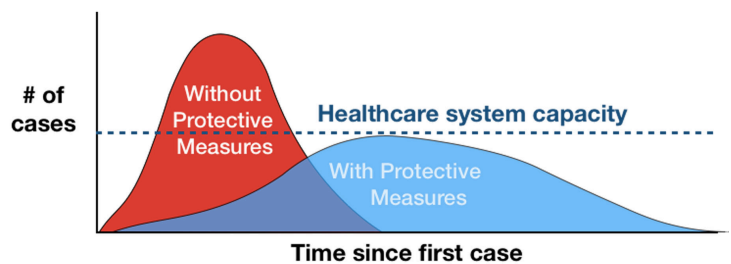 # of
cases
Without
Protective
Measures
Healthcare system capacity
With Protective
Measures
Time since first case